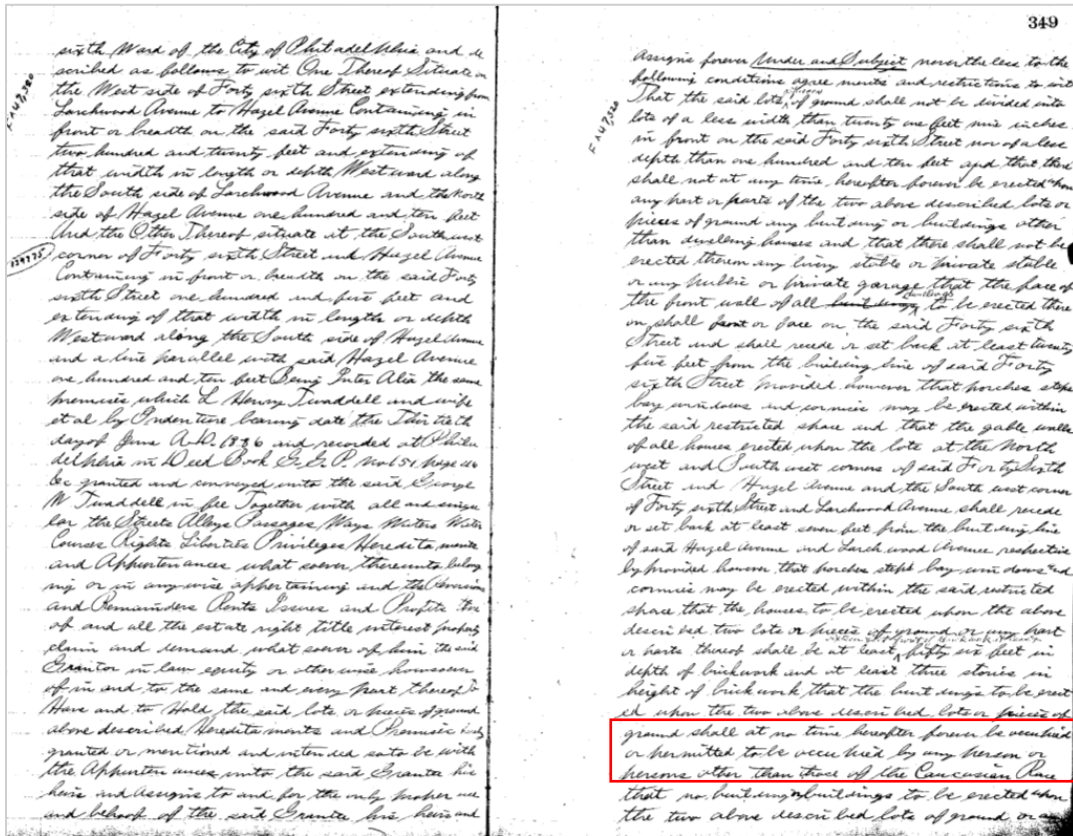 sixth Ward of the City of Philadelphia and de
scribed as follows to wit One Thereof Situate on
the West side of Forty sixth Street extending from
Larchwood Avenue to Hazel Avenue Containing in
front or breadth on the said Forty sixth Street
two hundred and twenty feet and extending of
that width in length or depth Westward along
the South side of Larchwood Avenue and the North
side of Hazel Avenue one hundred and ten feet
And the Other Thereof situate at the Southwest
corner of Forty sixth Street and Hazel Avenue
Containing in front or breadth on the said Forty
sixth Street one hundred and five feet and
extending of that width in length or depth
Westward along the South side of Hazel Avenue
and a line parallel with said Hazel Avenue
one hundred and ten feet Being Inter Alia the same
premises which L Henry Twaddell and wife
et al by Indenture bearing date the Thirtieth
day of June A.D. 1886 and recorded at Phila
delphia in Deed Book G.G.P. No 151 page
&c granted and conveyed unto the said George
W Twaddell in fee Together with all and singu
lar the Streets Alleys Passages Ways Waters Water
Courses Rights Liberties Privileges Heredita ments
and Appurtenances what soever thereunto belong
ing or in anywise appertaining and the Reversions
and Remainders Rents Issues and Profits there
of and all the estate right title interest property
claim and demand what soever of him the said
Grantor in law equity or other wise howsoever
of in and to the same and every part thereof To
Have and to Hold the said lots or pieces of ground
above described Heredita ments and Premises hereby
granted or mentioned and intended so to be with
the Appurtenances unto the said Grantee his
heirs and Assigns to and for the only proper use
and behoof of the said Grantee his heirs and
349
Assigns forever Under and Subject never the less to the
following conditions agree ments and restrictions to wit
That the said lots of ground shall not be divided into
lots of a less width than twenty one feet nine inches
in front on the said Forty sixth Street nor of a less
depth than one hundred and ten feet and that there
shall not at any time hereafter forever be erected upon
any part or parts of the two above described lots or
pieces of ground any building or buildings other
than dwelling houses and that there shall not be
erected thereon any livery stable or private stable
or any public or private garage that the face of
the front wall of all buildings to be erected there
on shall front or face on the said Forty sixth
Street and shall recede or set back at least twenty
five feet from the building line of said Forty
sixth Street Provided however that porches steps
bay windows and cornices may be erected within
the said restricted space and that the gable walls
of all houses erected upon the lots at the North
west and South west corners of said Forty Sixth
Street and Hazel Avenue and the South west corner
of Forty sixth Street and Larchwood Avenue shall recede
or set back at least seven feet from the building line
of said Hazel Avenue and Larch wood Avenue respective
ly provided however that porches steps bay windows and
cornices may be erected within the said restricted
space that the houses to be erected upon the above
described two lots or pieces of ground or any part
or parts thereof shall be at least fifty six feet in
depth of brickwork and at least three stories in
height of brick work that the buildings to be erect
ed upon the two above described lots or pieces of
ground shall at no time hereafter forever be occupied
or permitted to be occupied by any person or
persons other than those of the Caucasian Race
that no building or buildings to be erected upon
the two above described lots of ground or any